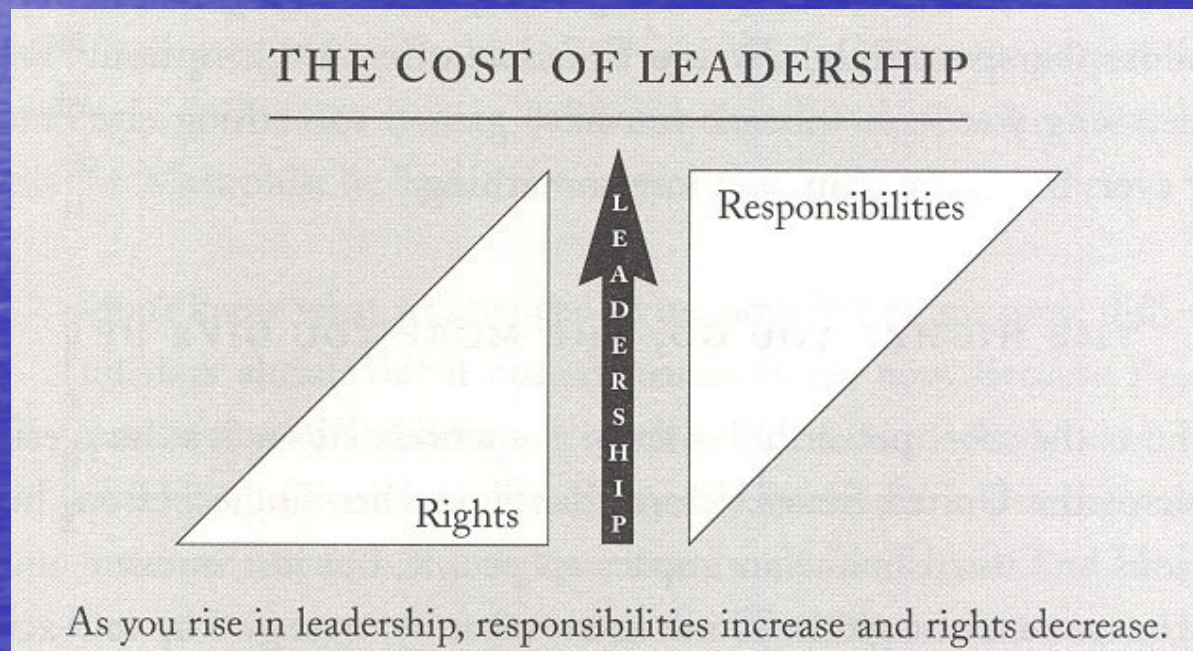 THE COST OF LEADERSHIP
Responsibilities
LEADERSHIP
Rights
As you rise in leadership, responsibilities increase and rights decrease.